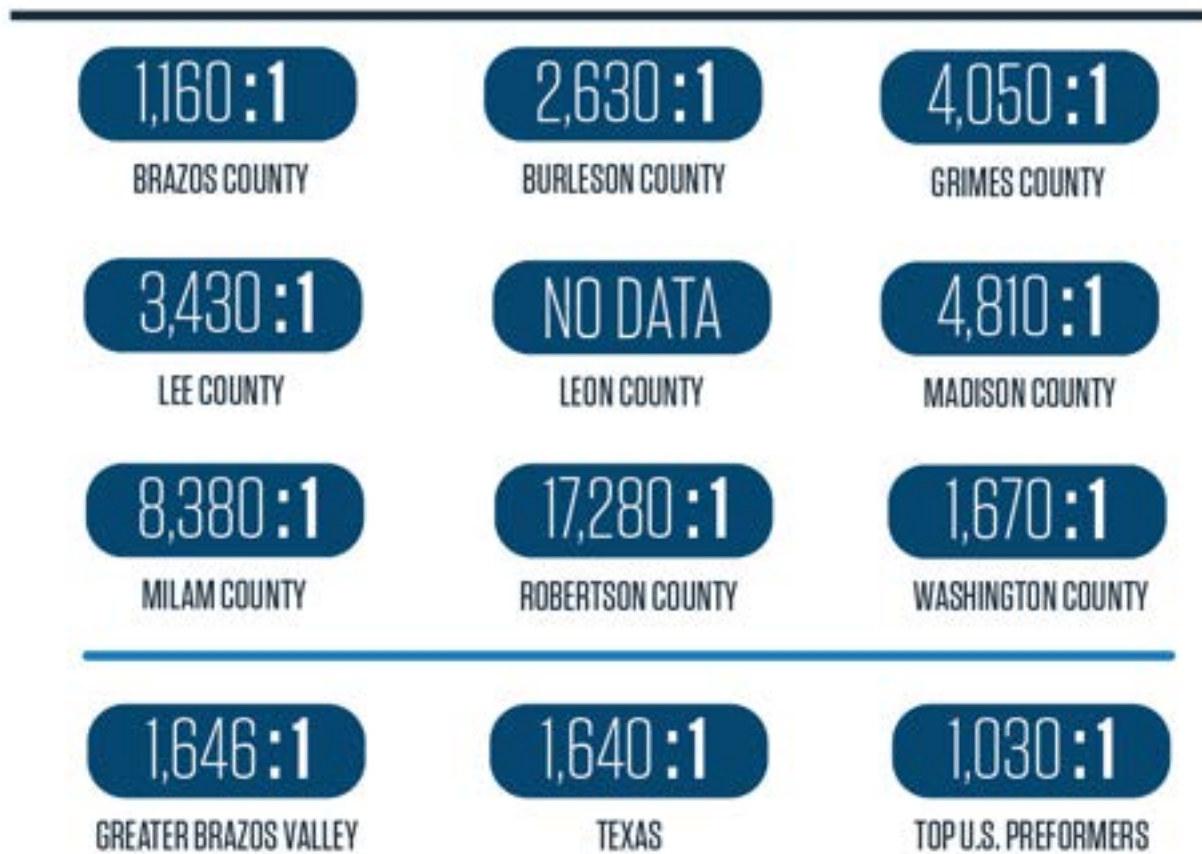 1,160:1
2,630:1
4,050:1
BRAZOS COUNTY
BURLESON COUNTY
GRIMES COUNTY
3,430:1
NO DATA
4,810:1
LEE COUNTY
LEON COUNTY
MADISON COUNTY
8,380:1
17,280:1
1,670:1
MILAM COUNTY
ROBERTSON COUNTY
WASHINGTON COUNTY
1,646:1
1,640:1
1,030:1
GREATER BRAZOS VALLEY
TEXAS
TOP U.S. PREFORMERS